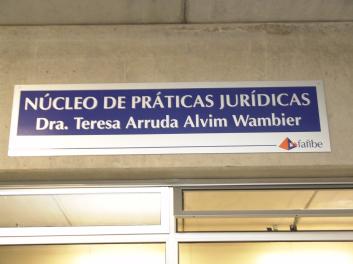 NÚCLEO DE PRÁTICAS JURÍDICAS
Dra. Teresa Arruda Alvim Wambier
fafibe